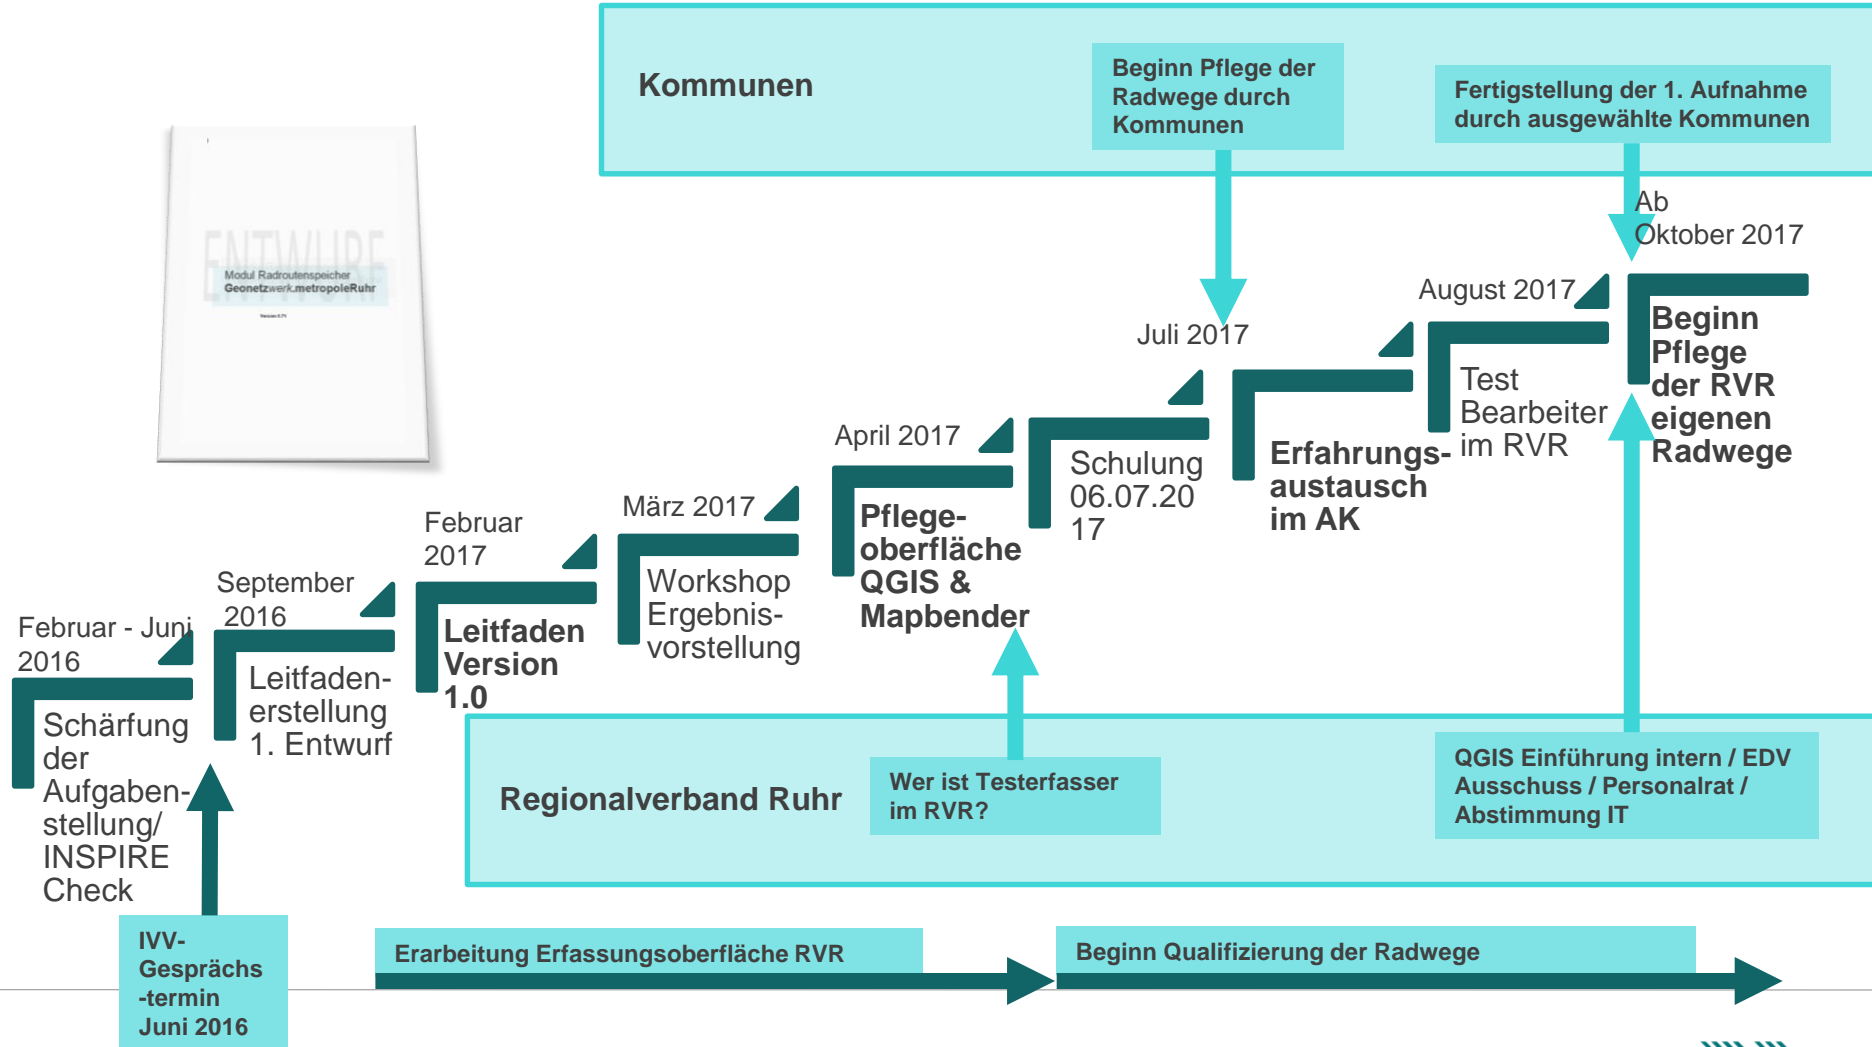 Kommunen
Beginn Pflege der
Radwege durch
Kommunen
Fertigstellung der 1. Aufnahme
durch ausgewählte Kommunen
ENTWURF
Modul Radroutenspeicher
Geonetzwerk.metropoleRuhr
Februar - Juni
2016
Schärfung
der
Aufgaben-
stellung/
INSPIRE
Check
September
2016
Leitfaden-
erstellung
1. Entwurf
Februar
2017
Leitfaden
Version
1.0
März 2017
Workshop
Ergebnis-
vorstellung
April 2017
Pflege-
oberfläche
QGIS &
Mapbender
Schulung
06.07.20
17
Juli 2017
Erfahrungs-
austausch
im AK
August 2017
Test
Bearbeiter
im RVR
Ab
Oktober 2017
Beginn
Pflege
der RVR
eigenen
Radwege
Regionalverband Ruhr
Wer ist Testerfasser
im RVR?
QGIS Einführung intern / EDV
Ausschuss / Personalrat /
Abstimmung IT
IVV-
Gesprächs
-termin
Juni 2016
Erarbeitung Erfassungsoberfläche RVR
Beginn Qualifizierung der Radwege